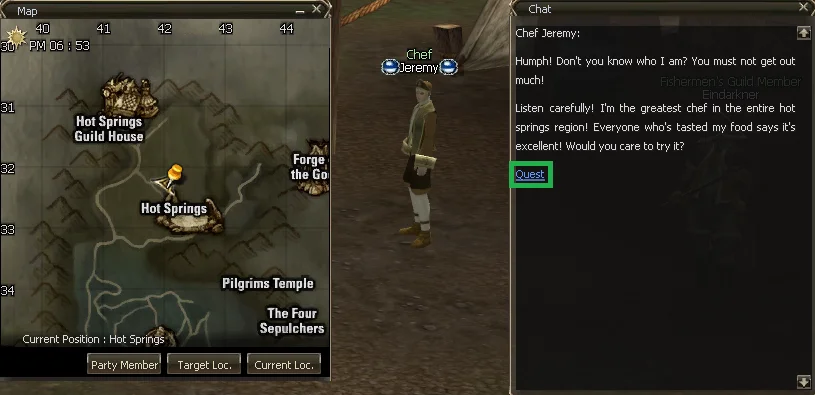 Map
40 41 42 43 44
30
PM 06 : 53
31
Hot Springs
Guild House
Forge o
the Go
32
Hot Springs
33
Pilgrims Temple
34
The Four
Sepulchers
Current Position : Hot Springs
Party Member
Target Loc.
Current Loc.
Chef
Jeremy
Chat
Chef Jeremy:
Humph! Don't you know who I am? You must not get out
much!
Fishermen's Guild Member
Eindarkner
Listen carefully! I'm the greatest chef in the entire hot
springs region! Everyone who's tasted my food says it's
excellent! Would you care to try it?
Quest